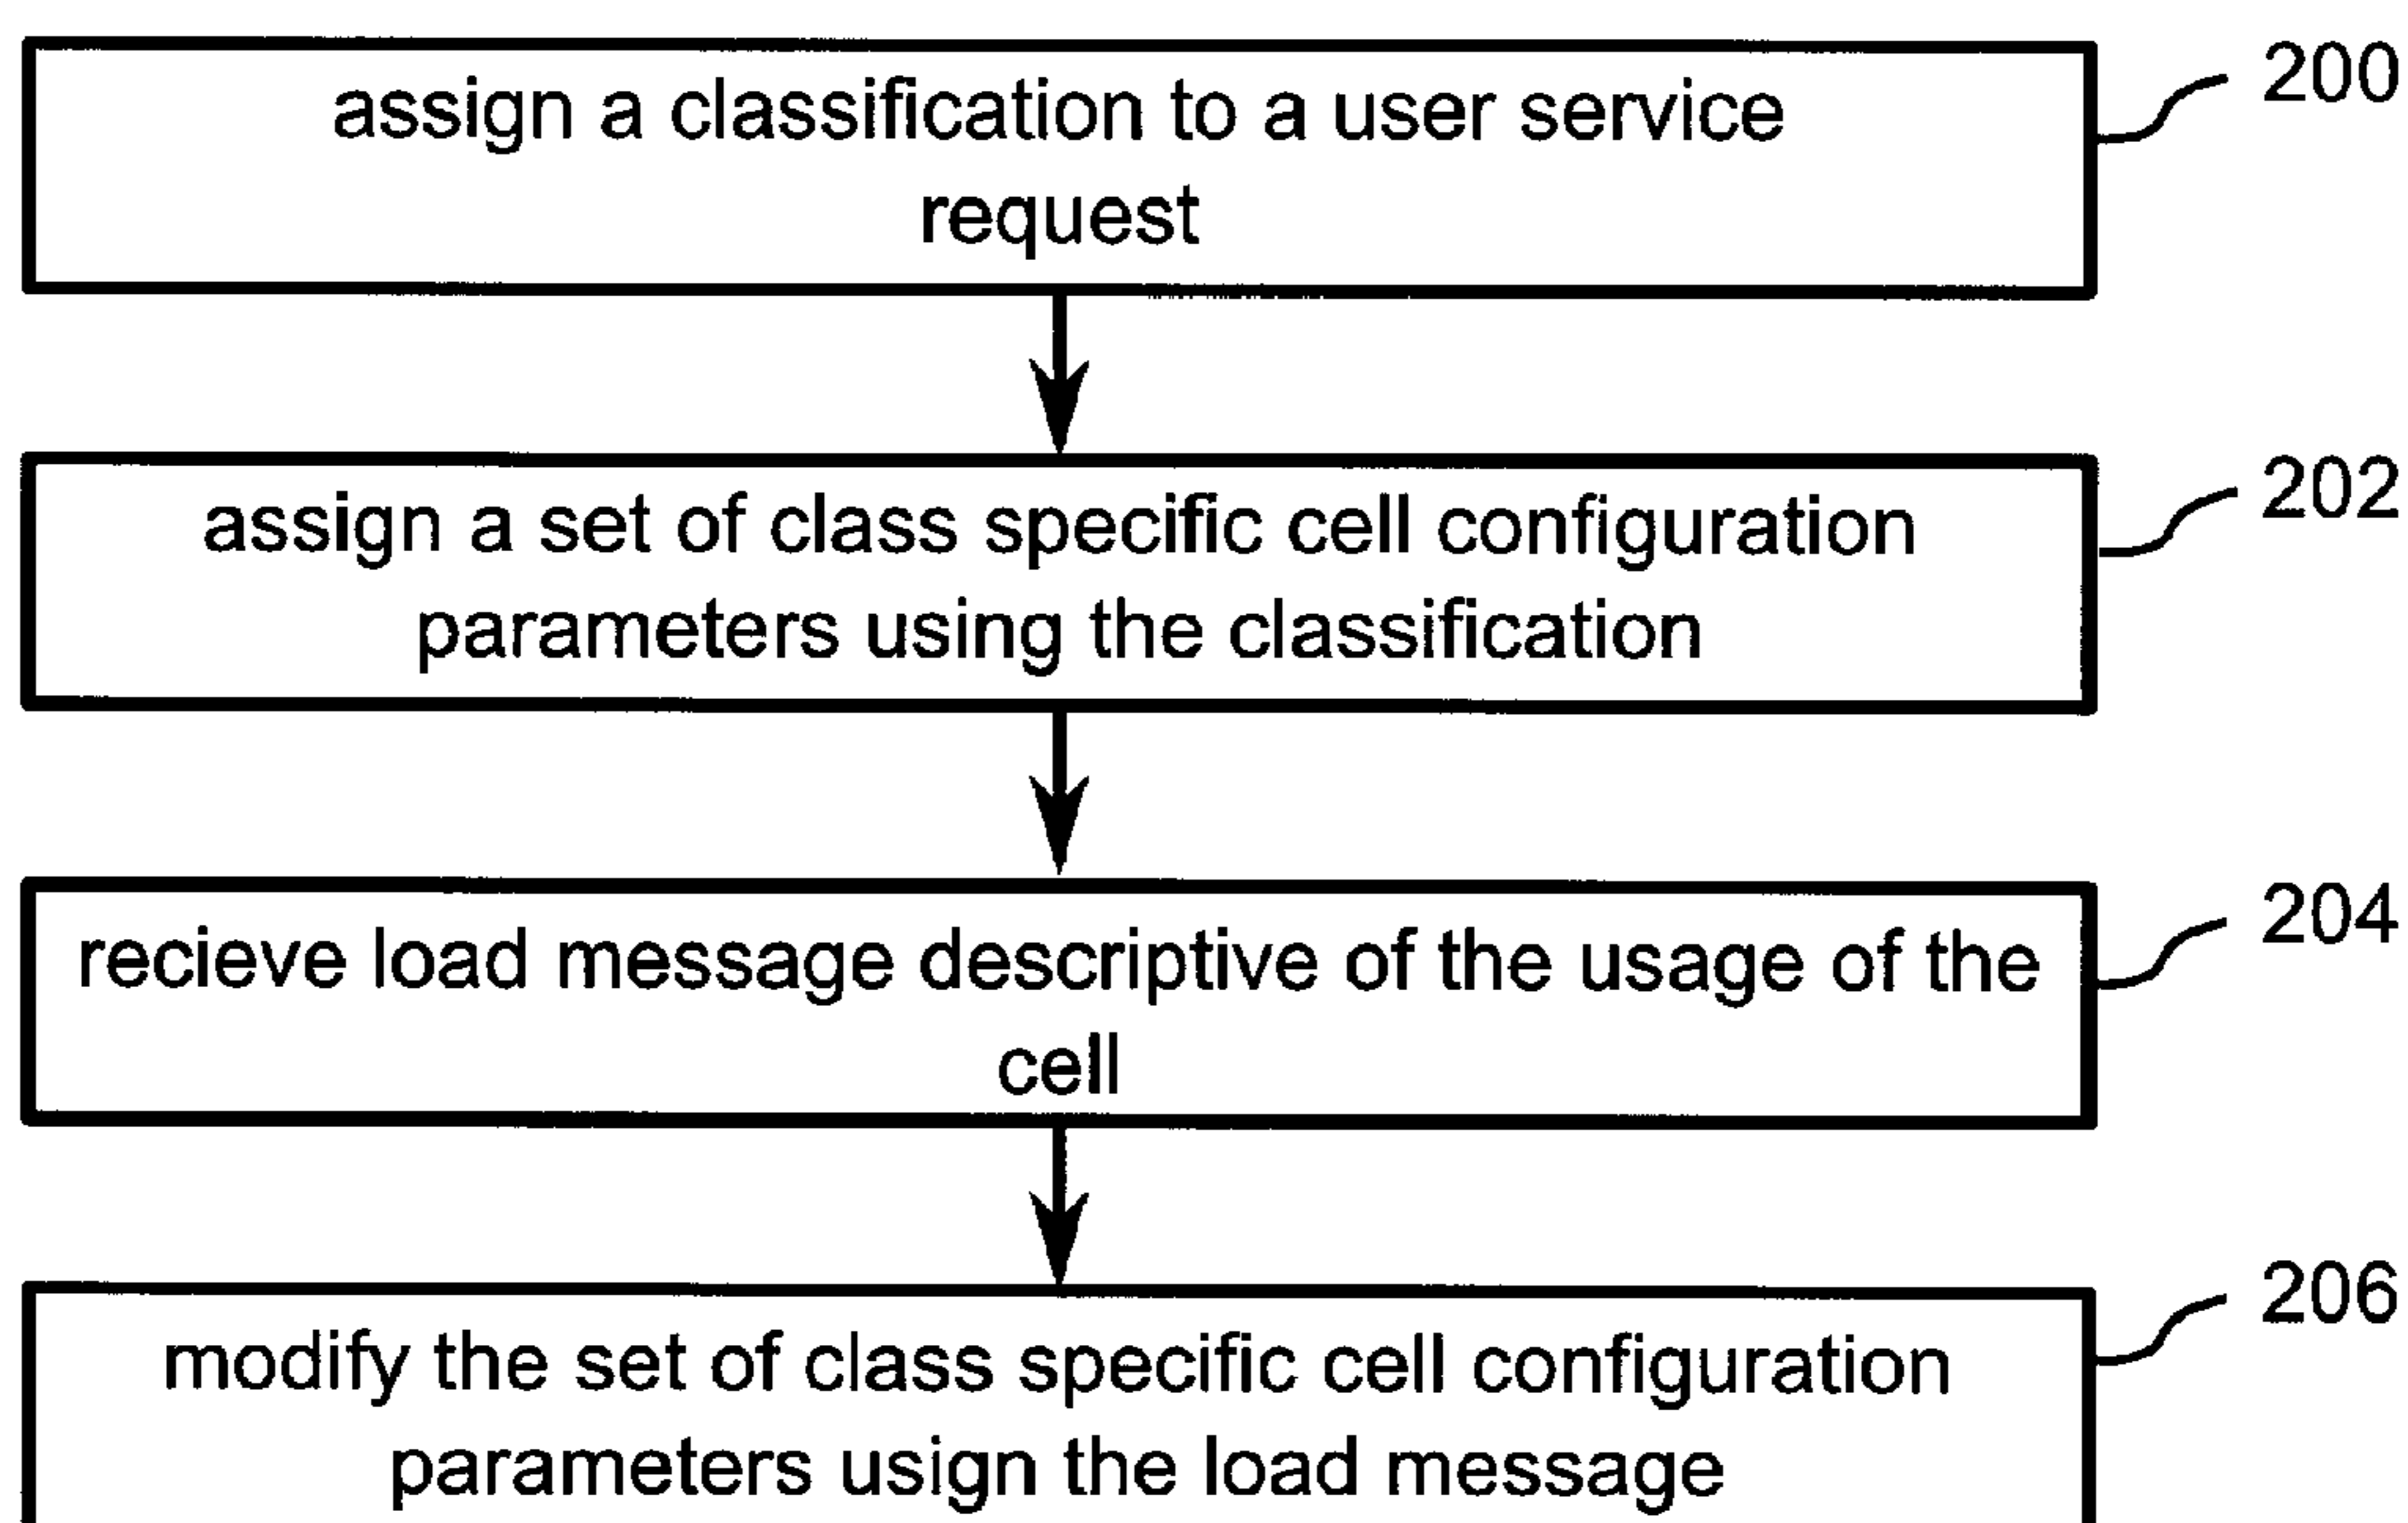 assign a classification to a user service
request
200
assign a set of class specific cell configuration
parameters using the classification
202
recieve load message descriptive of the usage of the
cell
204
modify the set of class specific cell configuration
parameters usign the load message
206